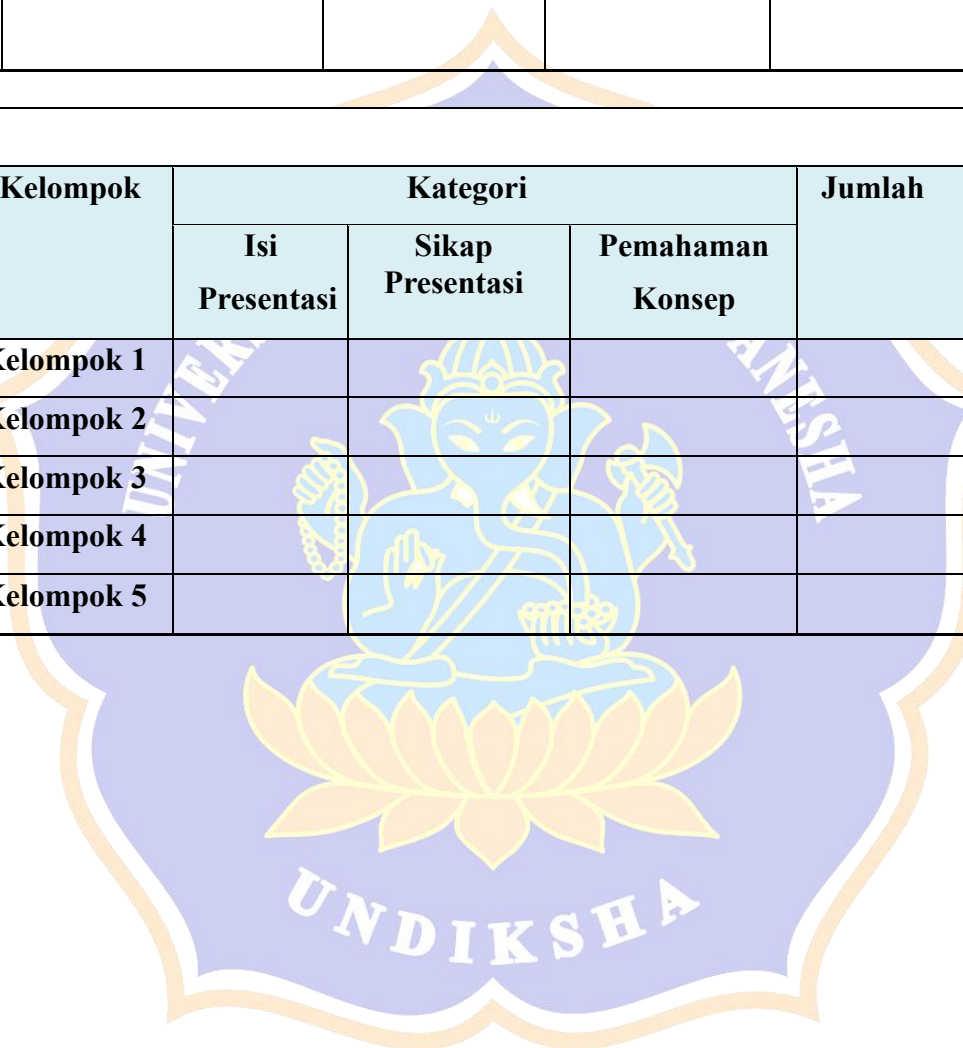 Kelompok Kategori Jumlah
Isi Presentasi Sikap Presentasi Pemahaman Konsep
Kelompok 1
Kelompok 2
Kelompok 3
Kelompok 4
Kelompok 5
UNDIKSHA